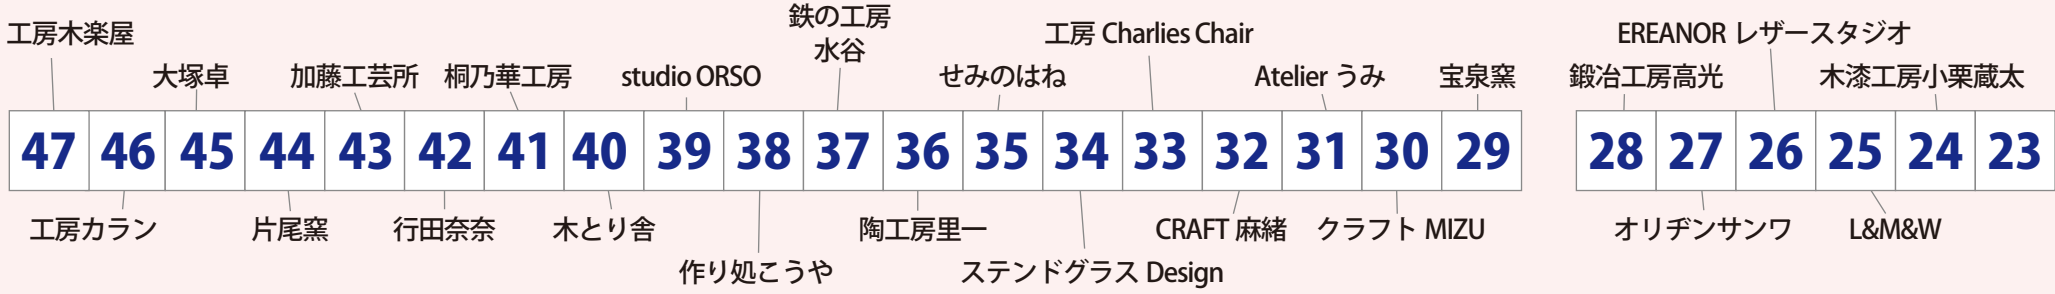 鉄の工房
水谷
工房木楽屋
工房 Charlies Chair
EREANOR レザースタジオ
大塚卓
加藤工芸所
桐乃華工房
studio ORSO
せみのはね
Atelier うみ
宝泉窯
鍛冶工房高光
木漆工房小栗蔵太
47 46 45 44 43 42 41 40 39 38 37 36 35 34 33 32 31 30 29 28 27 26 25 24 23
工房カラン
片尾窯
行田奈奈
木とり舎
陶工房里一
CRAFT 麻緒
クラフト MIZU
オリヂンサンワ
L&M&W
作り処こうや
ステンドグラス Design